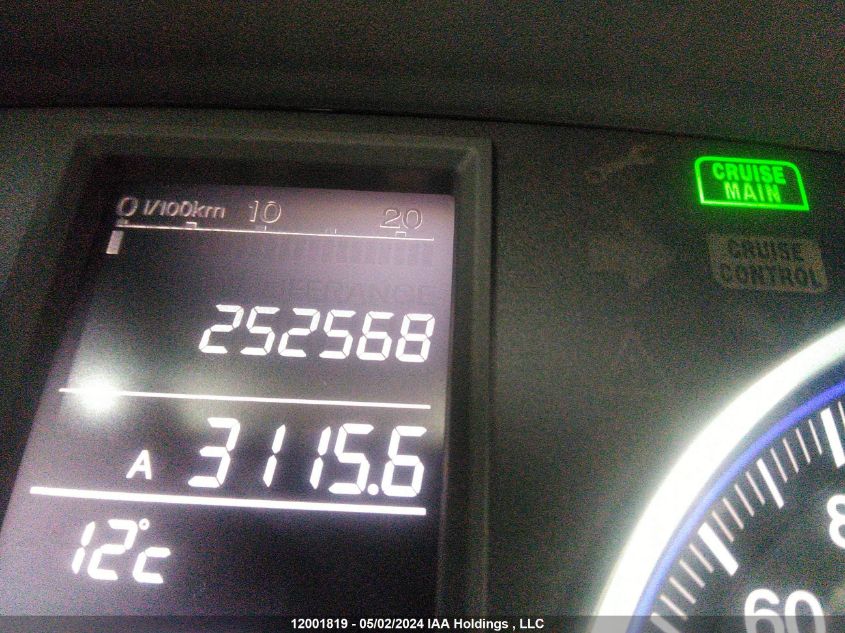 0 l/100km 10 20
CRUISE
MAIN
CRUISE
CONTROL
252568
A 3115.6
12°c
80
60
12001819 - 05/02/2024 IAA Holdings , LLC